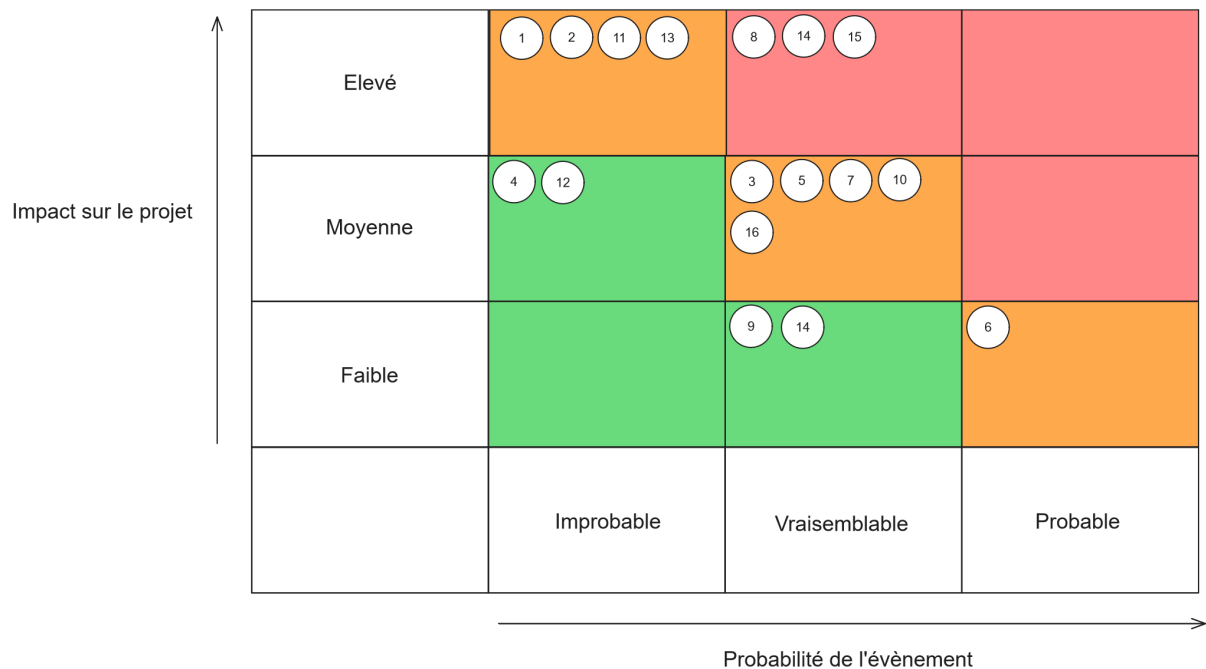 1 2 11 13 8 14 15
Elevé
4 12 3 5 7 10
Impact sur le projet
Moyenne
16
9 14 6
Faible
Improbable Vraisemblable Probable
Probabilité de l'évènement